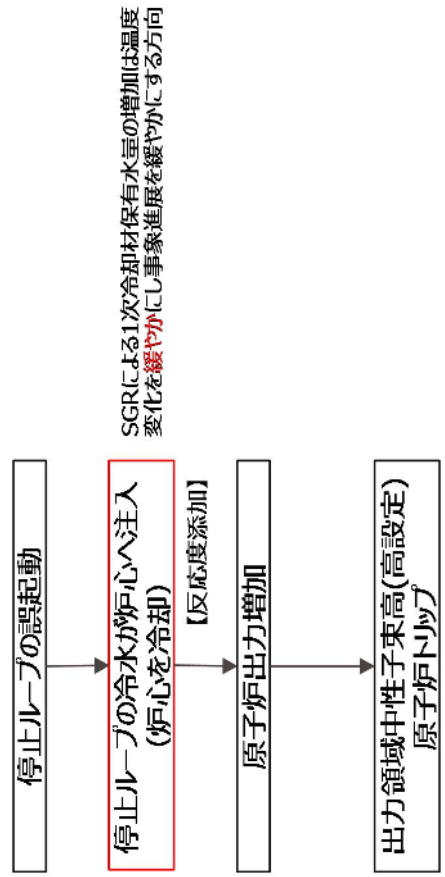 停止ループの誤起動
停止ループの冷水が炉心へ注入
(炉心を冷却)
SGRによる1次冷却材保有水量の増加は温度
変化を緩やかにし事象進展を緩やかにする方向
【反応度添加】
原子炉出力増加
出力領域中性子束高(高設定)
原子炉トリップ